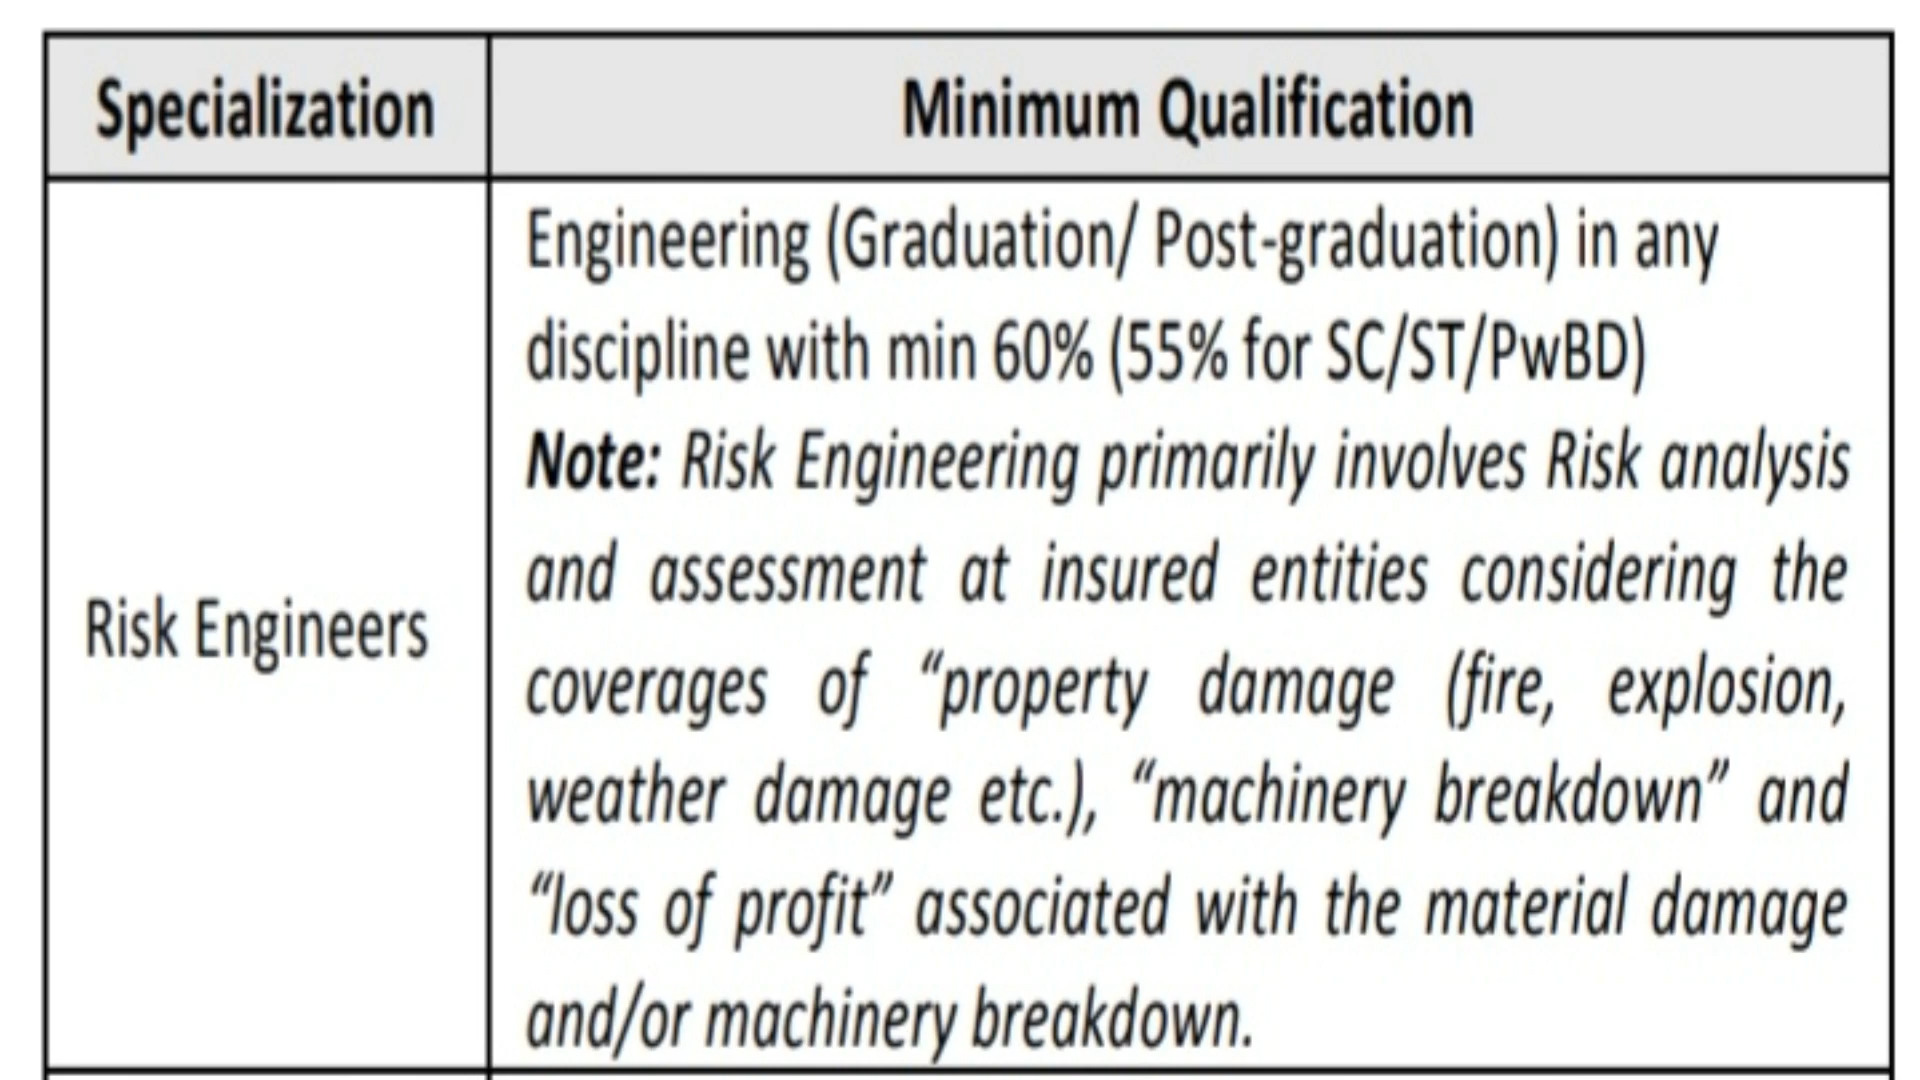 Specialization
Minimum Qualification
Risk Engineers
Engineering (Graduation/ Post-graduation) in any
discipline with min 60% (55% for SC/ST/PwBD)
Note: Risk Engineering primarily involves Risk analysis
and assessment at insured entities considering the
coverages of “property damage (fire, explosion,
weather damage etc.), “machinery breakdown” and
“loss of profit” associated with the material damage
and/or machinery breakdown.